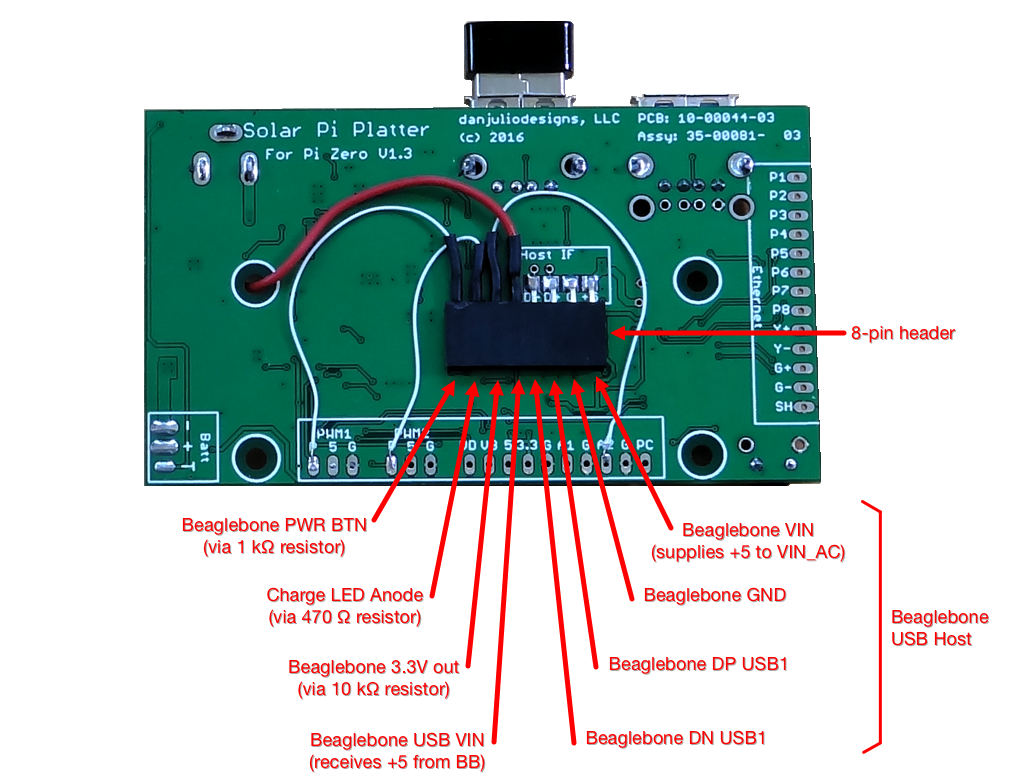 danjuliodesigns, LLC
(c) 2016
PCB: 10-00044-03
Assy: 35-00081- 03
Solar Pi Platter
For Pi Zero V1.3
P1
P2
P3
P4
P5
P6
P7
P8
Y+
Y-
G+
G-
SH
Ethernet
Host IF
D+ D- +
8-pin header
Batt
-
+
T
PWM1
P 5 G
PWM2
P 5 G
VD VB 5 3.3 G A1 G A2 G PC
Beaglebone PWR BTN
(via 1 kΩ resistor)
Charge LED Anode
(via 470 Ω resistor)
Beaglebone 3.3V out
(via 10 kΩ resistor)
Beaglebone USB VIN
(receives +5 from BB)
Beaglebone VIN
(supplies +5 to VIN_AC)
Beaglebone GND
Beaglebone DP USB1
Beaglebone DN USB1
Beaglebone
USB Host